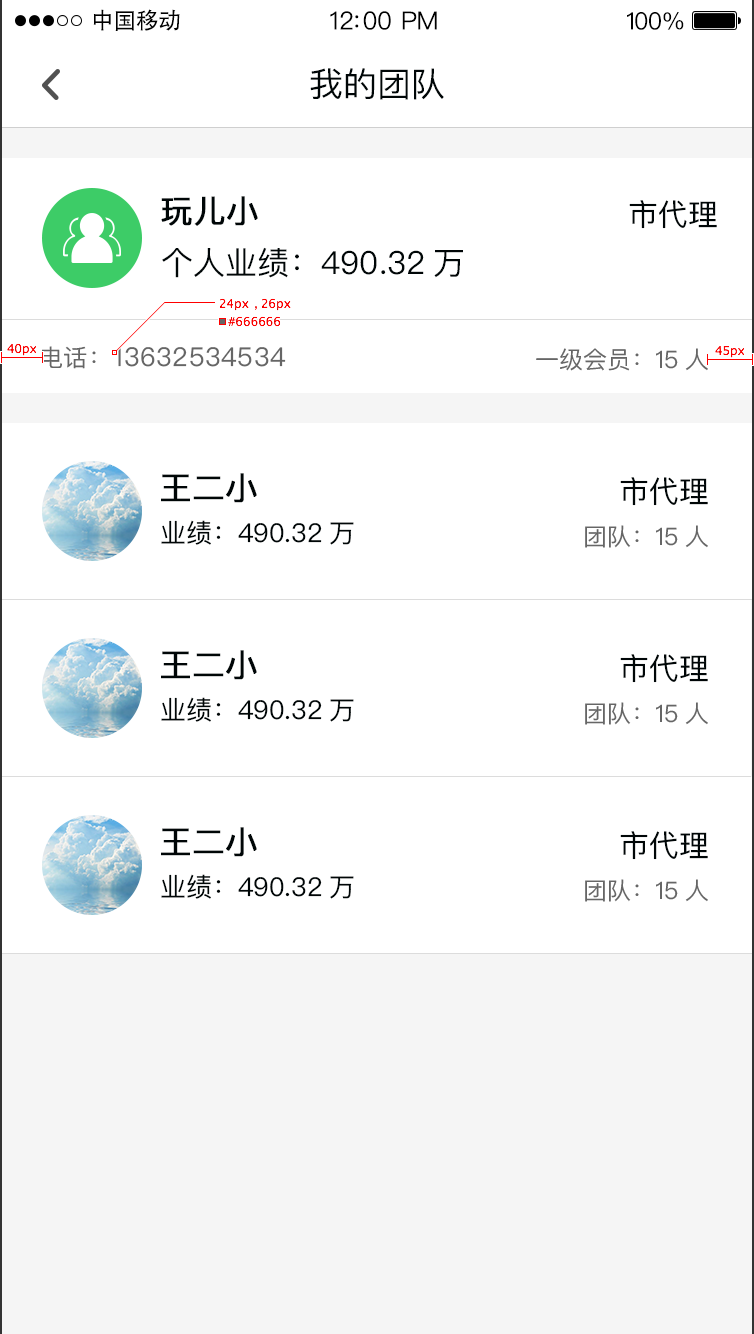 中国移动 12:00 PM 100%
我的团队
玩儿小 市代理
个人业绩：490.32 万
24px , 26px
#666666
40px 电话：13632534534 一级会员：15 人 45px
王二小 市代理
业绩：490.32 万 团队：15 人
王二小 市代理
业绩：490.32 万 团队：15 人
王二小 市代理
业绩：490.32 万 团队：15 人